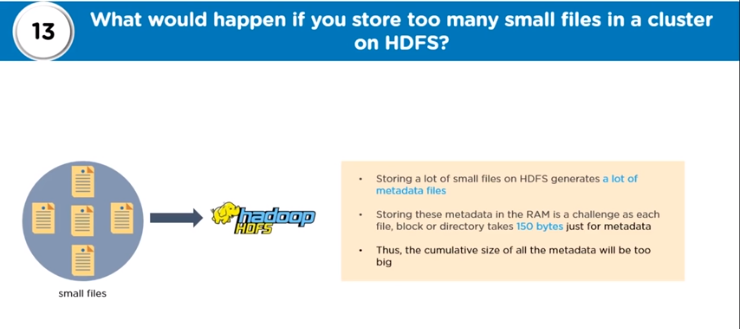 13
What would happen if you store too many small files in a cluster
on HDFS?
• Storing a lot of small files on HDFS generates a lot of
metadata files
• Storing these metadata in the RAM is a challenge as each
file, block or directory takes 150 bytes just for metadata
• Thus, the cumulative size of all the metadata will be too
big
hadoop
HDFS
small files